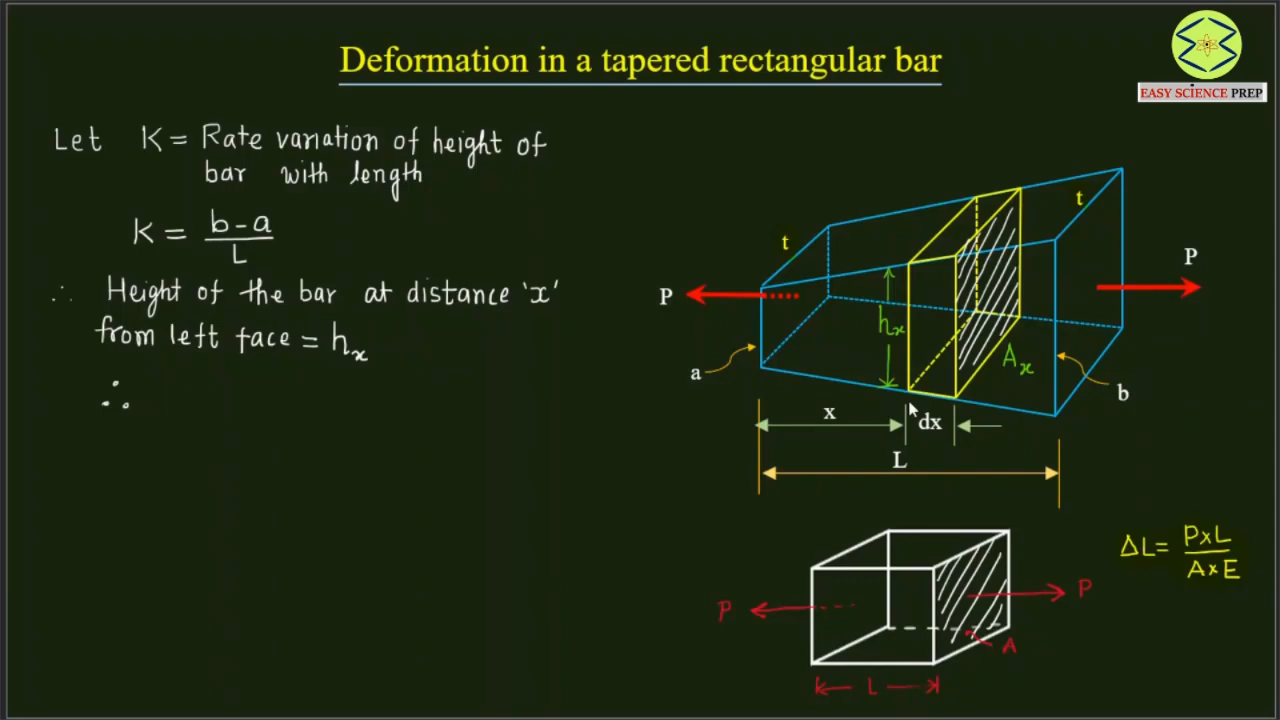 Deformation in a tapered rectangular bar
EASY SCIENCE PREP
Let K = Rate variation of height of
bar with length
K = b-a
L
∴ Height of the bar at distance 'x'
from left face = hx
∴
t
t
P
P
hx
Ax
a
b
x
dx
L
ΔL = P×L
A×E
P
P
A
L